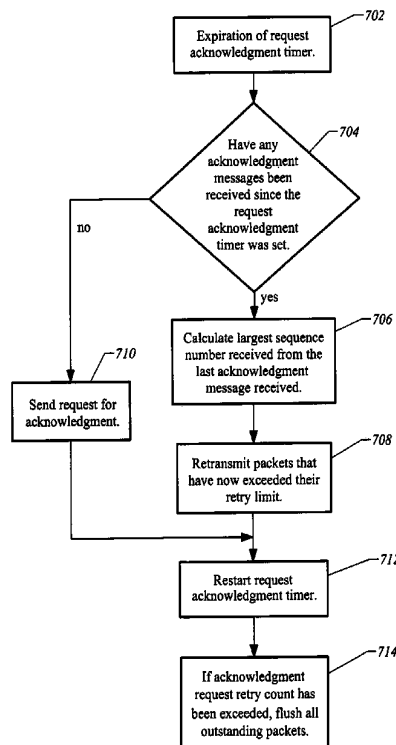 702
Expiration of request
acknowledgment timer.
704
Have any
acknowledgment
messages been
received since the
request
acknowledgment
timer was set.
no
yes
706
Calculate largest sequence
number received from the
last acknowledgment
message received.
710
Send request for
acknowledgment.
708
Retransmit packets that
have now exceeded their
retry limit.
712
Restart request
acknowledgment timer.
714
If acknowledgment
request retry count has
been exceeded, flush all
outstanding packets.